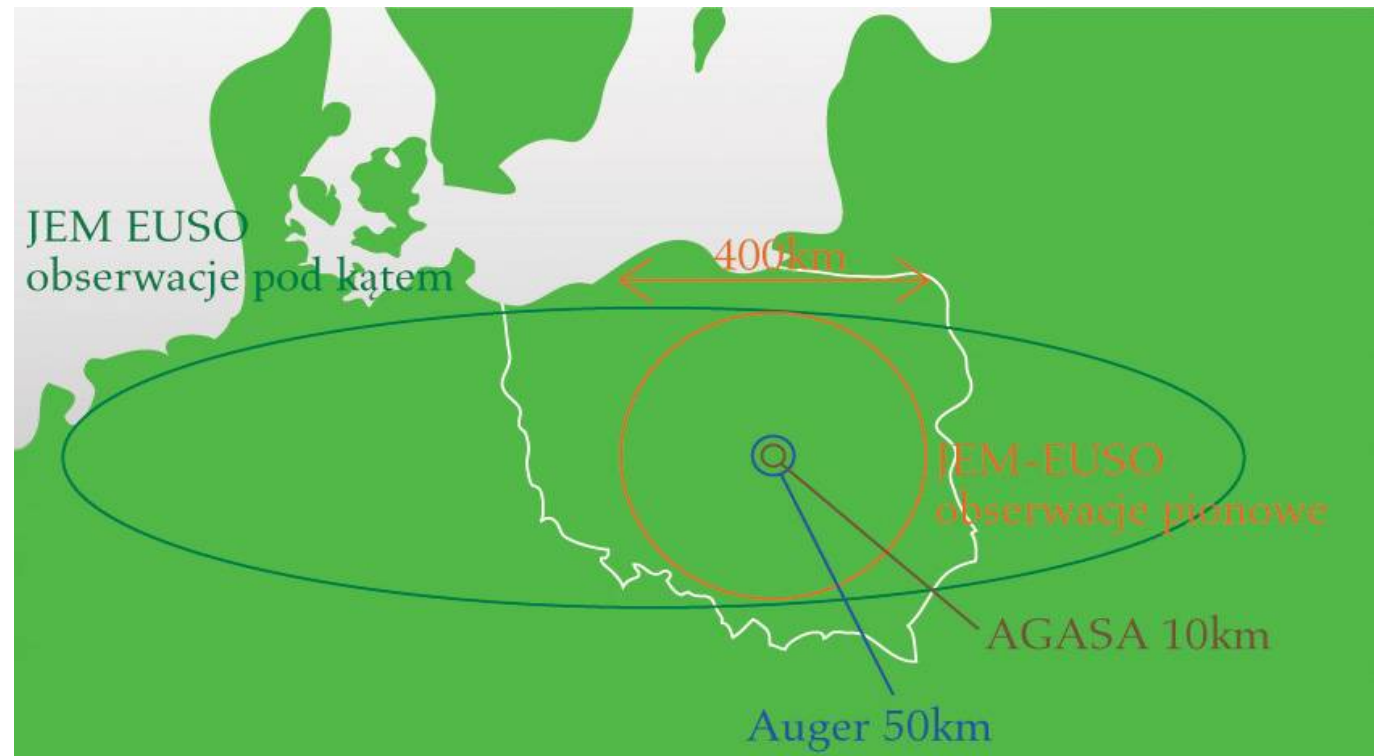 JEM EUSO
obserwacje pod kątem
400km
JEM-EUSO
obserwacje pionowe
AGASA 10km
Auger 50km